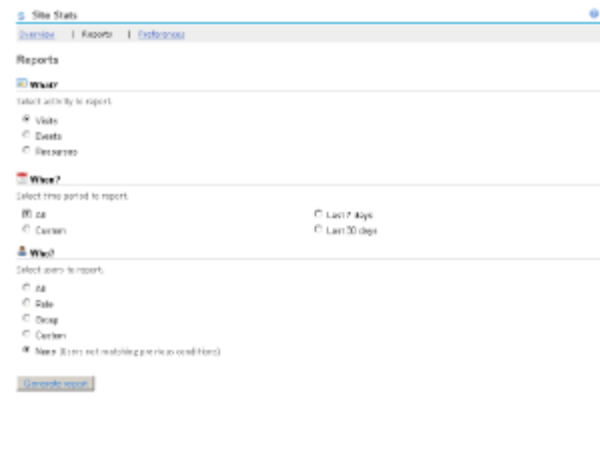 Site Stats
Overview | Reports | Preferences
Reports
What?
Select activity to report.
Visits
Events
Resources
When?
Select time period to report.
All Last 7 days
Custom Last 30 days
Who?
Select users to report.
All
Role
Group
Custom
None (Users not matching previous conditions)
Generate report